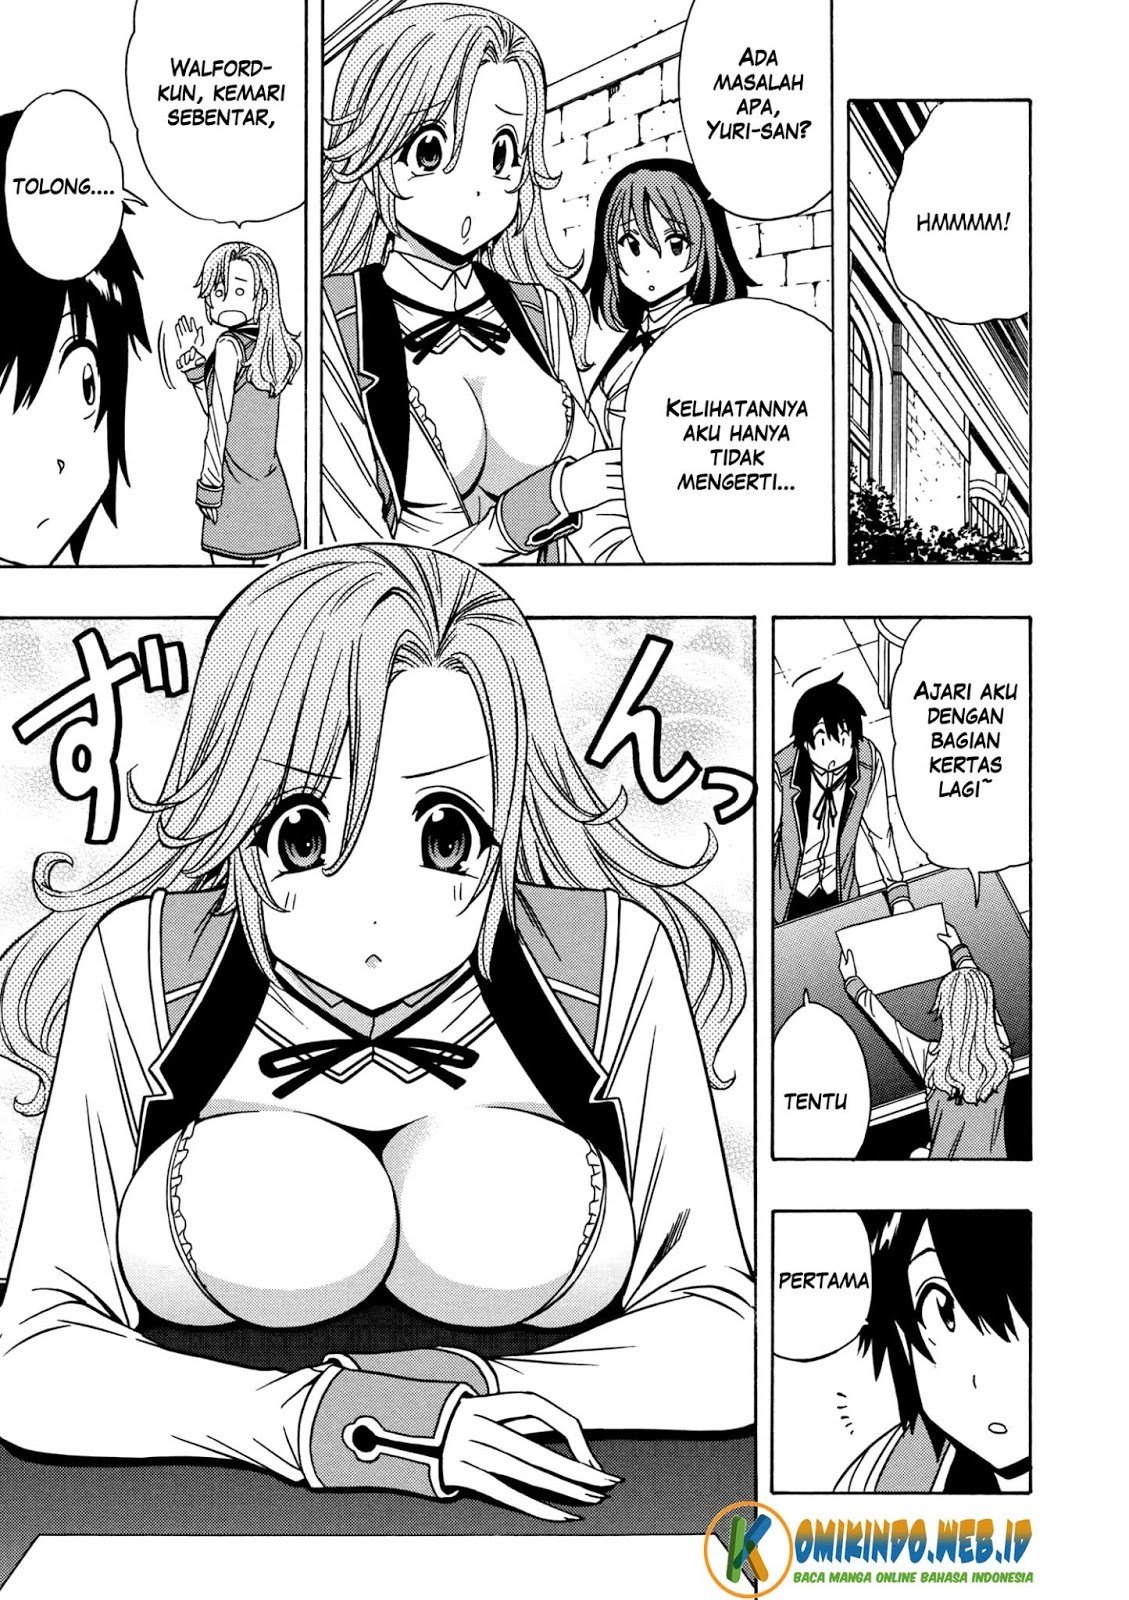 HMMMM!
ADA
MASALAH
APA,
YURI-SAN?
KELIHATANNYA
AKU HANYA
TIDAK
MENGERTI...
WALFORD-
KUN, KEMARI
SEBENTAR,
TOLONG....
AJARI AKU
DENGAN
BAGIAN
KERTAS
LAGI~
TENTU
PERTAMA
ずんっ
KOMIKINDO.WEB.ID
BACA MANGA ONLINE BAHASA INDONESIA